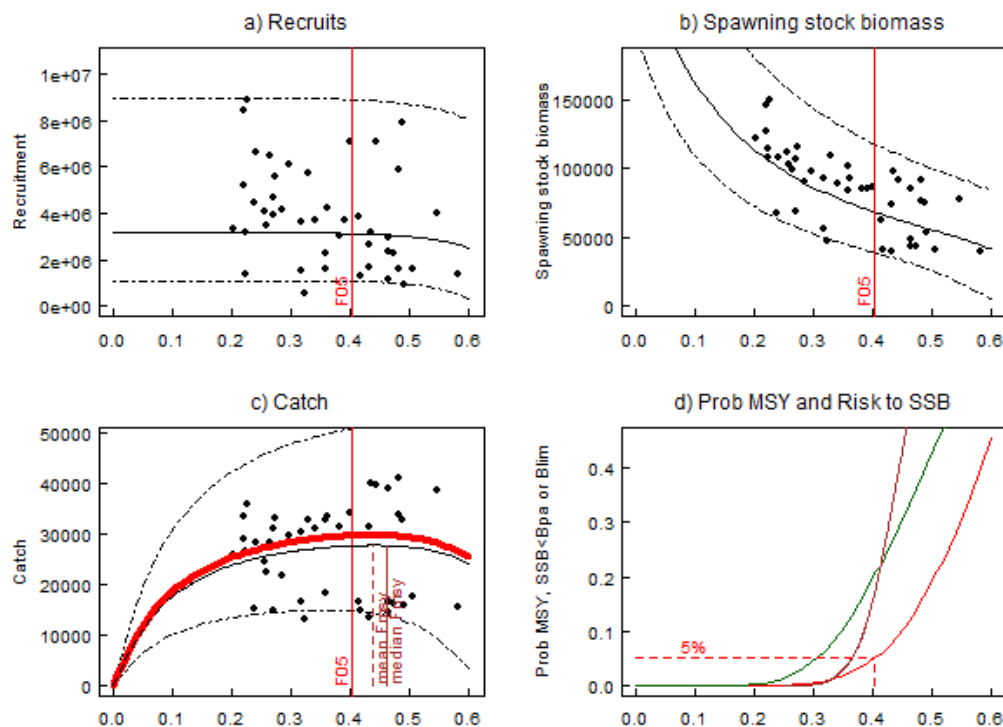 a) Recruits
Recruitment
1e+07
8e+06
6e+06
4e+06
2e+06
0e+00
F05
0.0 0.1 0.2 0.3 0.4 0.5 0.6
b) Spawning stock biomass
Spawning stock biomass
150000
100000
50000
0
F05
0.0 0.1 0.2 0.3 0.4 0.5 0.6
c) Catch
Catch
50000
40000
30000
20000
10000
0
F05
mean Fmsy
median Fmsy
0.0 0.1 0.2 0.3 0.4 0.5 0.6
d) Prob MSY and Risk to SSB
Prob MSY, SSB<Bpa or Blim
0.4
0.3
0.2
0.1
0.0
5%
0.0 0.1 0.2 0.3 0.4 0.5 0.6